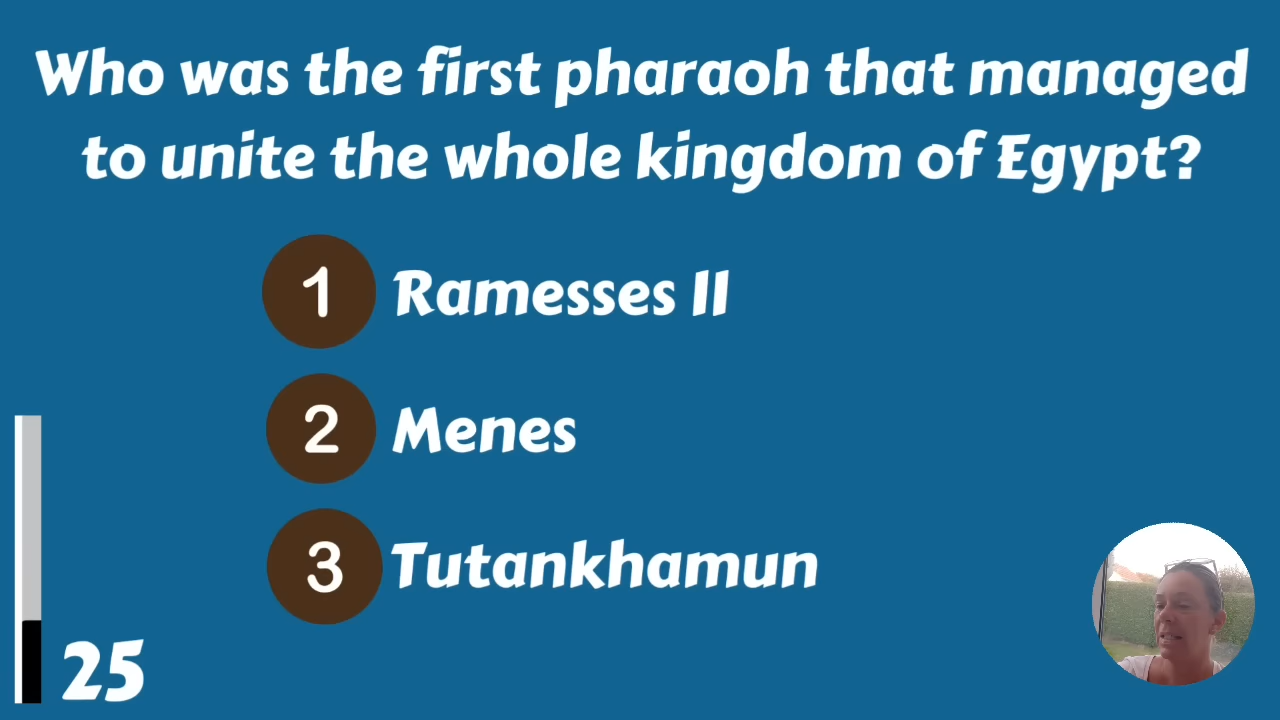 Who was the first pharaoh that managed
to unite the whole kingdom of Egypt?
1 Ramesses II
2 Menes
3 Tutankhamun
25